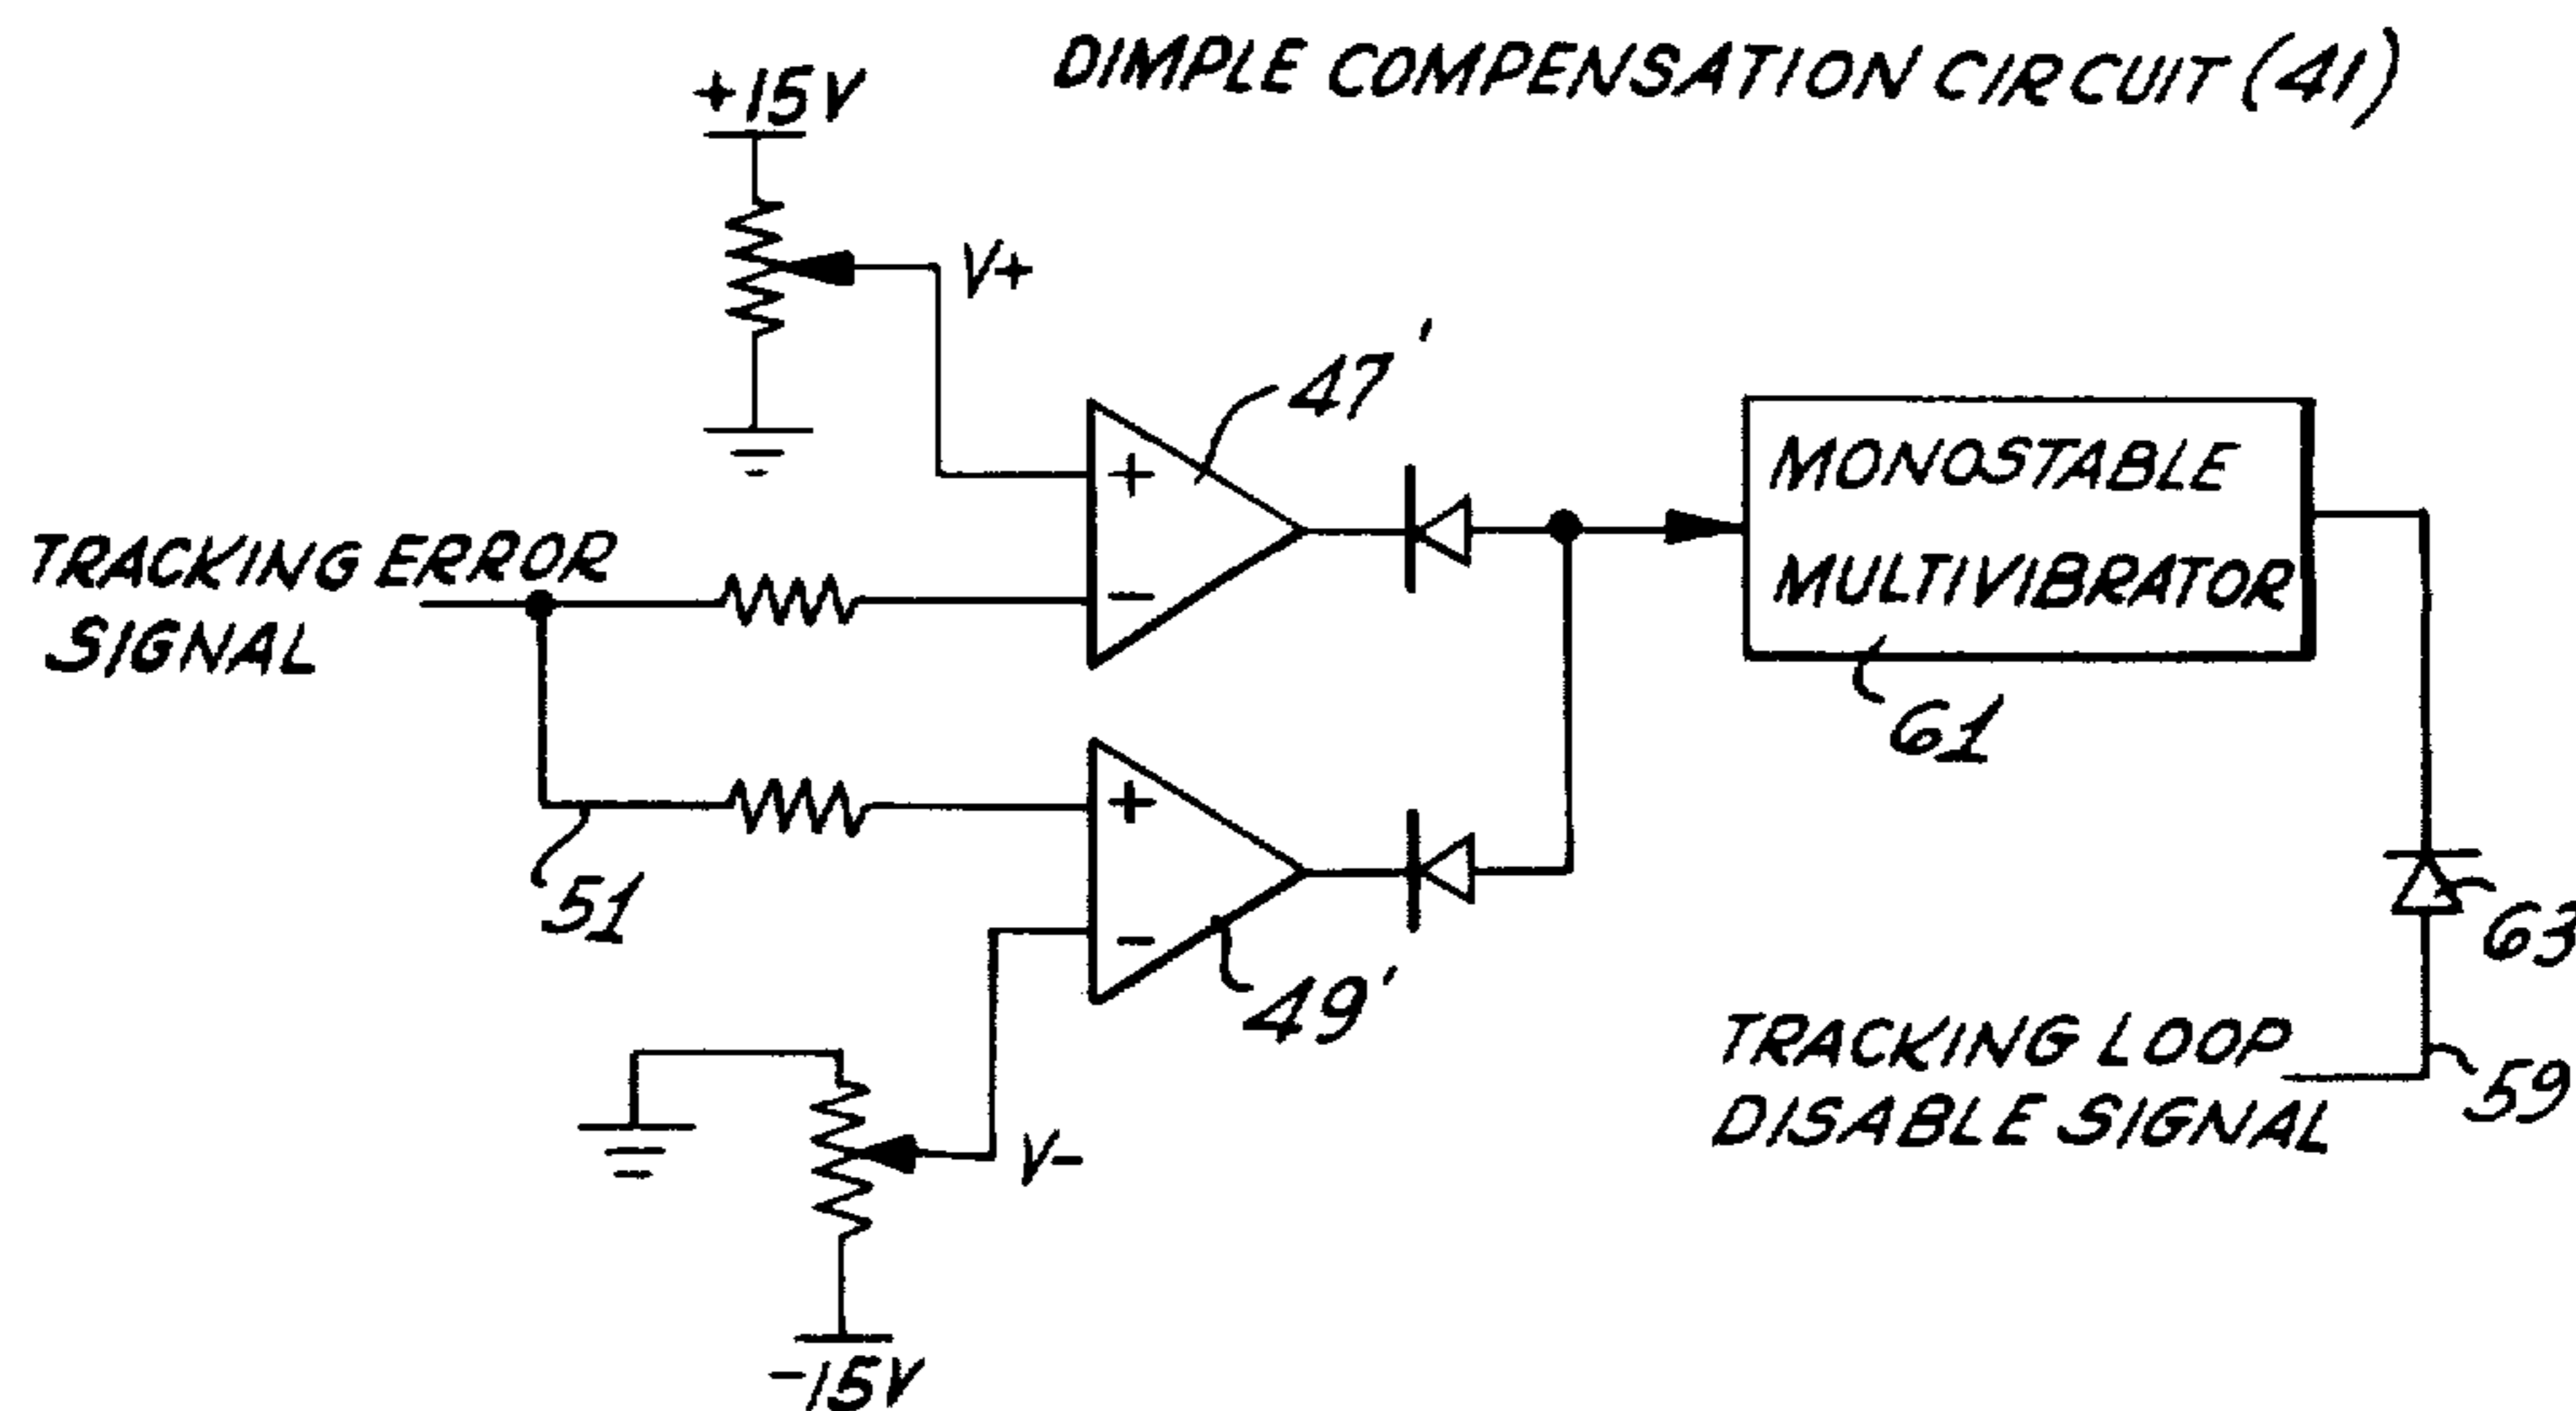 DIMPLE COMPENSATION CIRCUIT (41)
+15V
V+
47'
+
-
TRACKING ERROR
SIGNAL
MONOSTABLE
MULTIVIBRATOR
61
51
+
-
49'
63
V-
TRACKING LOOP
DISABLE SIGNAL
59
-15V